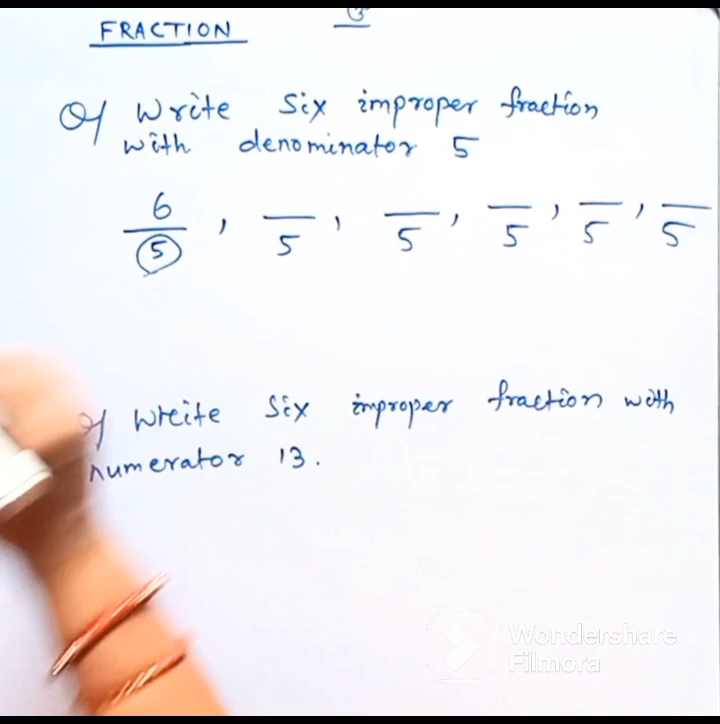 FRACTION
Q/ Write Six improper fraction
with denominator 5
6/5 , /5 , /5 , /5 , /5 , /5
Write Six improper fraction with
numerator 13.
Wondershare
Filmora